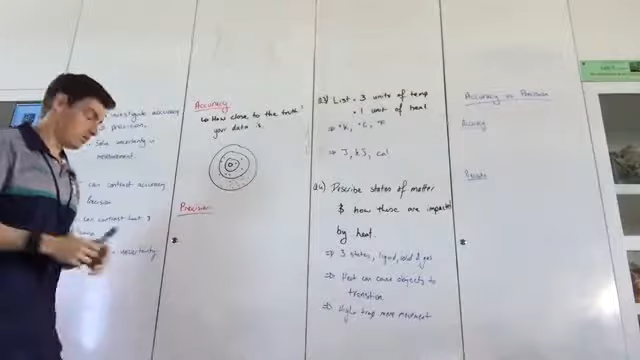 investigate accuracy
& precision.
Solve uncertainty in
measurement
can contrast accuracy
Precision
can contrast heat &
uncertainty.
Accuracy
↳ How close to the truth
your data is.
Precision
*
Q3) List • 3 units of temp
• 1 unit of heat
⇒ °K, °C, °F
⇒ J, kJ, cal
Q4) Describe states of matter
& how these are impacted
by heat.
⇒ 3 states, liquid, solid & gas
⇒ Heat can cause objects to
transition
⇒ High temp more movement
Accuracy vs Precision
Accuracy
Precision
*